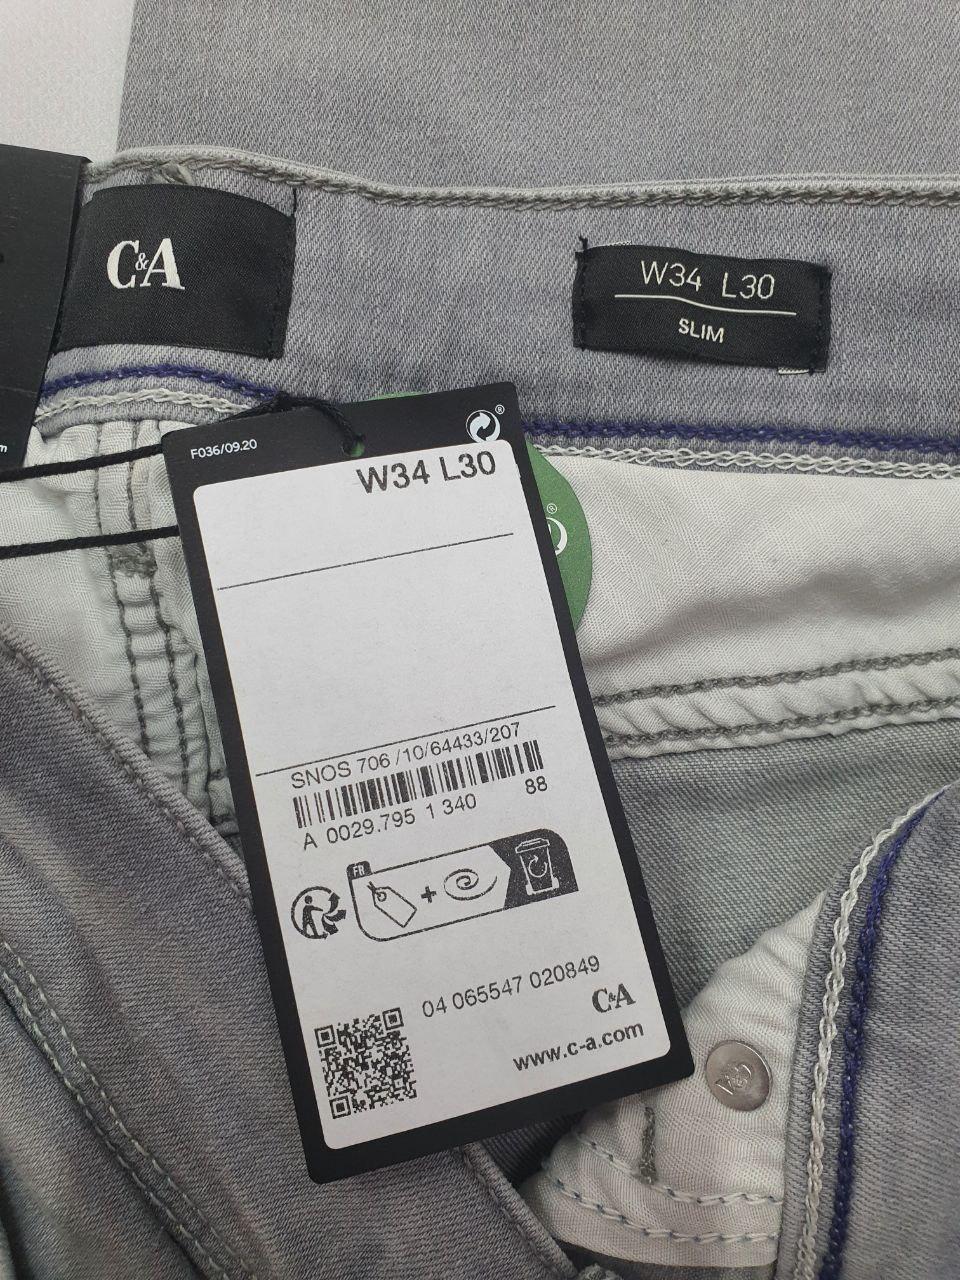 C&A
W34 L30
SLIM
F036/09.20
W34 L30
SNOS 706 /10/64433/207
A 0029.795 1 340 88
FR
04 065547 020849
C&A
www.c-a.com
C&A